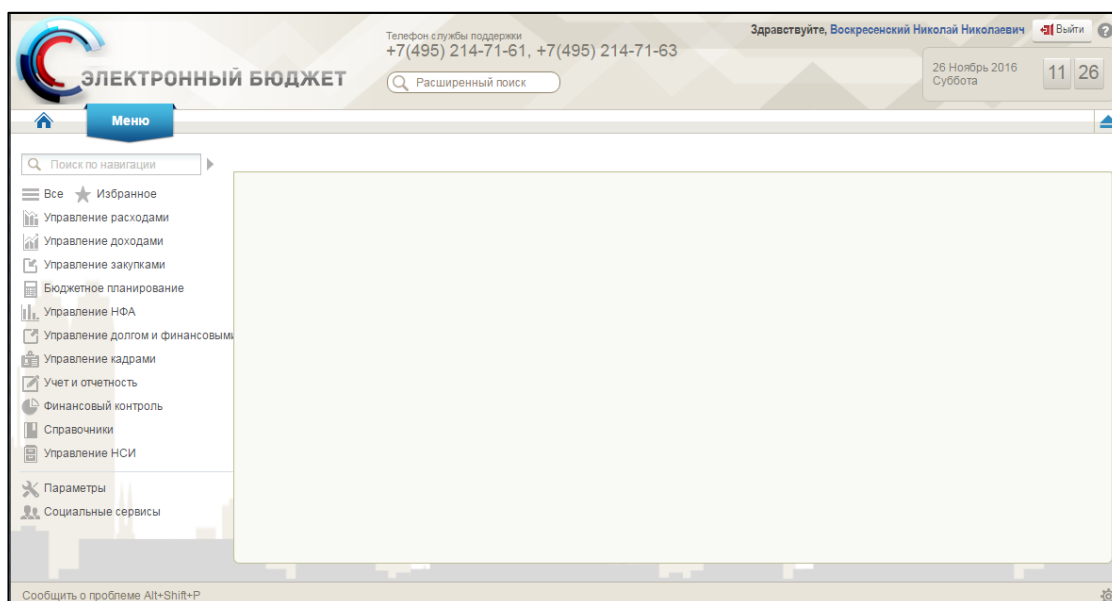 Здравствуйте, Воскресенский Николай Николаевич Выйти
Телефон службы поддержки
+7(495) 214-71-61, +7(495) 214-71-63
ЭЛЕКТРОННЫЙ БЮДЖЕТ
Расширенный поиск
26 Ноябрь 2016
Суббота
11 26
Меню
Поиск по навигации
Все Избранное
Управление расходами
Управление доходами
Управление закупками
Бюджетное планирование
Управление НФА
Управление долгом и финансовыми
Управление кадрами
Учет и отчетность
Финансовый контроль
Справочники
Управление НСИ
Параметры
Социальные сервисы
Сообщить о проблеме Alt+Shift+P